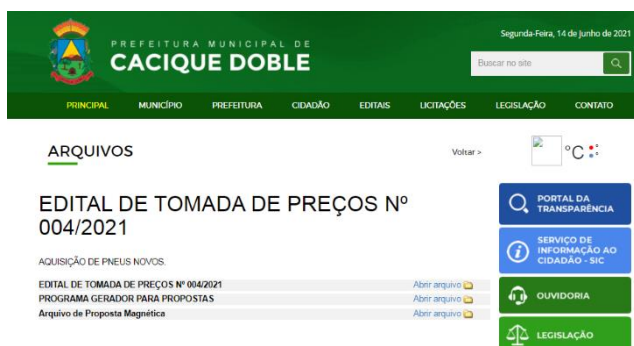 Segunda-Feira, 14 de Junho de 2021
PREFEITURA MUNICIPAL DE
CACIQUE DOBLE
Buscar no site
PRINCIPAL MUNICÍPIO PREFEITURA CIDADÃO EDITAIS LICITAÇÕES LEGISLAÇÃO CONTATO
ARQUIVOS
Voltar >
°C
EDITAL DE TOMADA DE PREÇOS Nº
004/2021
AQUISIÇÃO DE PNEUS NOVOS.
EDITAL DE TOMADA DE PREÇOS Nº 004/2021 Abrir arquivo
PROGRAMA GERADOR PARA PROPOSTAS Abrir arquivo
Arquivo de Proposta Magnética Abrir arquivo
PORTAL DA
TRANSPARÊNCIA
SERVIÇO DE
INFORMAÇÃO AO
CIDADÃO - SIC
OUVIDORIA
LEGISLAÇÃO